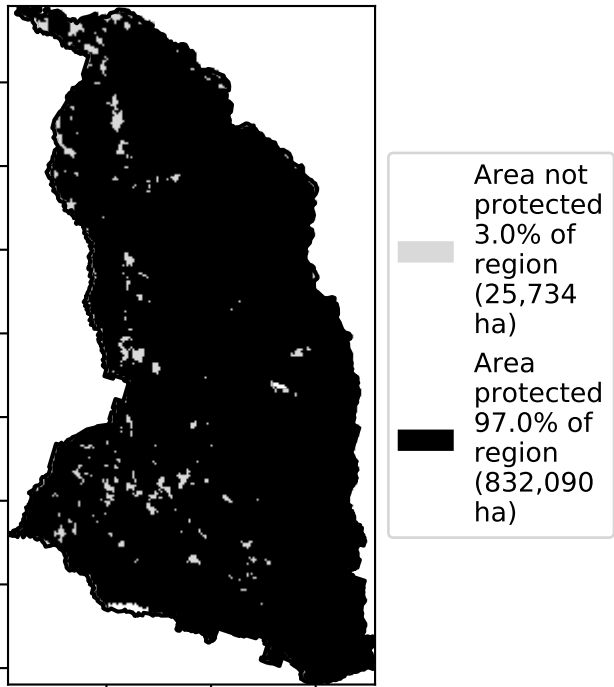 Area not
protected
3.0% of
region
(25,734
ha)
Area
protected
97.0% of
region
(832,090
ha)